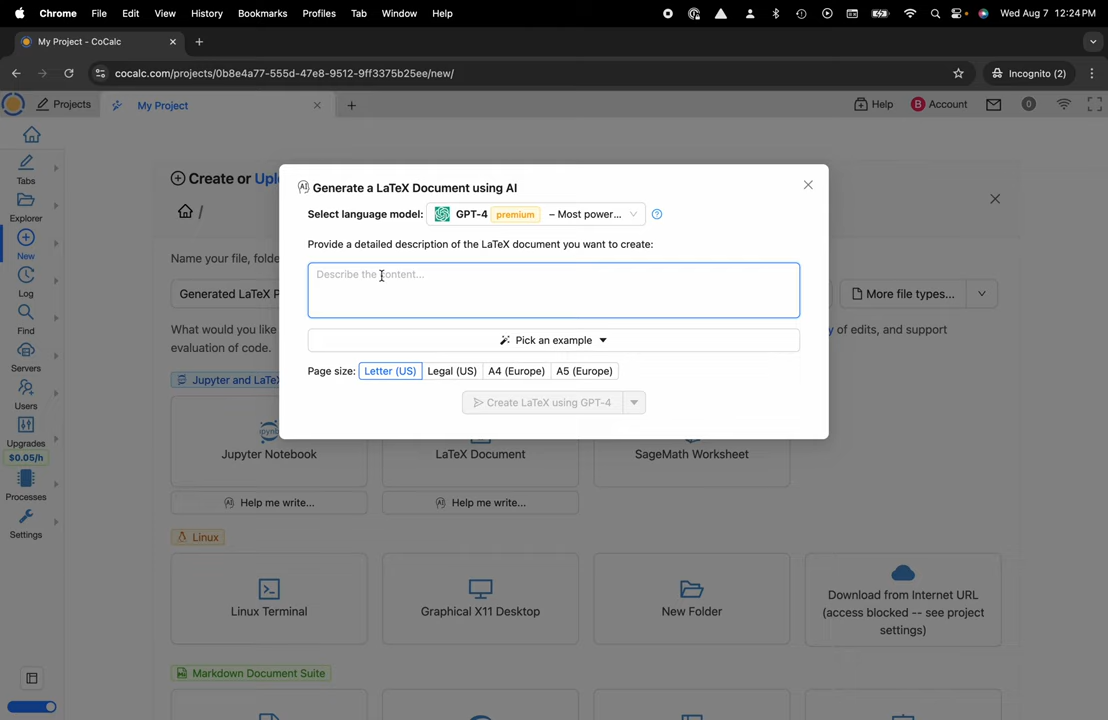 Chrome File Edit View History Bookmarks Profiles Tab Window Help Wed Aug 7 12:24 PM
My Project - CoCalc
cocalc.com/projects/0b8e4a77-555d-47e8-9512-9ff3375b25ee/new/ Incognito (2)
Projects My Project Help B Account 0
Tabs
Explorer
New
Log
Find
Servers
Users
Upgrades
$0.05/h
Processes
Settings
Create or Upl
/
Name your file, folde
Generated LaTeX P
More file types...
What would you like
y of edits, and support
evaluation of code.
Jupyter and LaTeX
AI Generate a LaTeX Document using AI
Select language model: GPT-4 premium – Most power...
Provide a detailed description of the LaTeX document you want to create:
Describe the content...
Pick an example
Page size: Letter (US) Legal (US) A4 (Europe) A5 (Europe)
Create LaTeX using GPT-4
Jupyter Notebook LaTeX Document SageMath Worksheet
AI Help me write... AI Help me write...
Linux
Linux Terminal
Graphical X11 Desktop
New Folder
Download from Internet URL
(access blocked -- see project
settings)
Markdown Document Suite